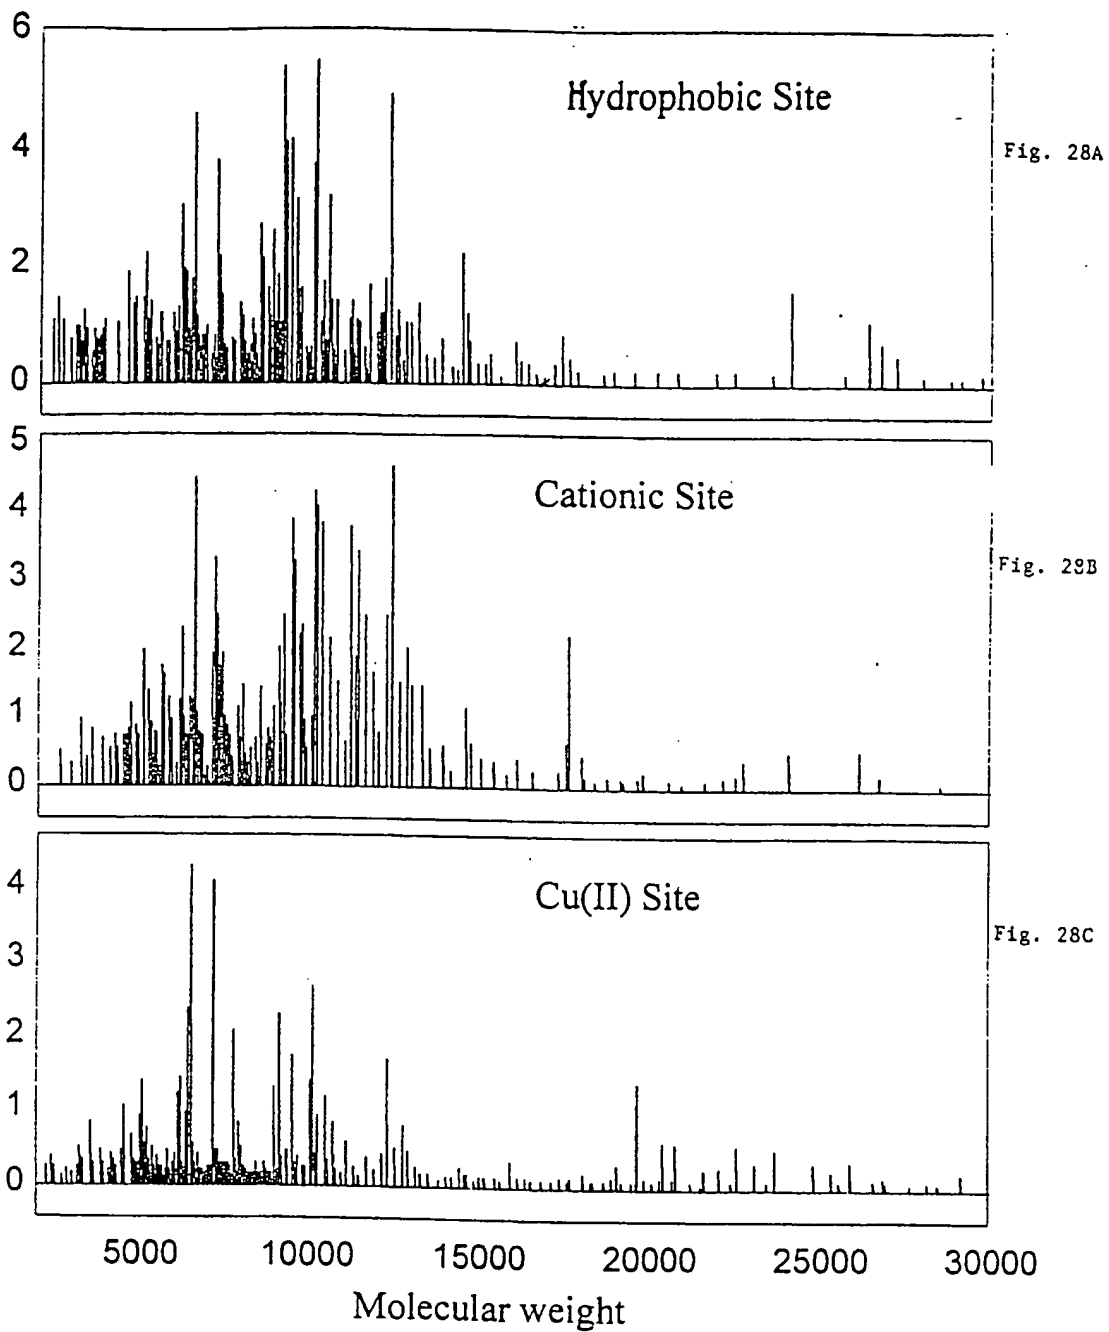 6
4
2
0
Hydrophobic Site
Fig. 28A
5
4
3
2
1
0
Cationic Site
Fig. 28B
4
3
2
1
0
Cu(II) Site
Fig. 28C
5000 10000 15000 20000 25000 30000
Molecular weight